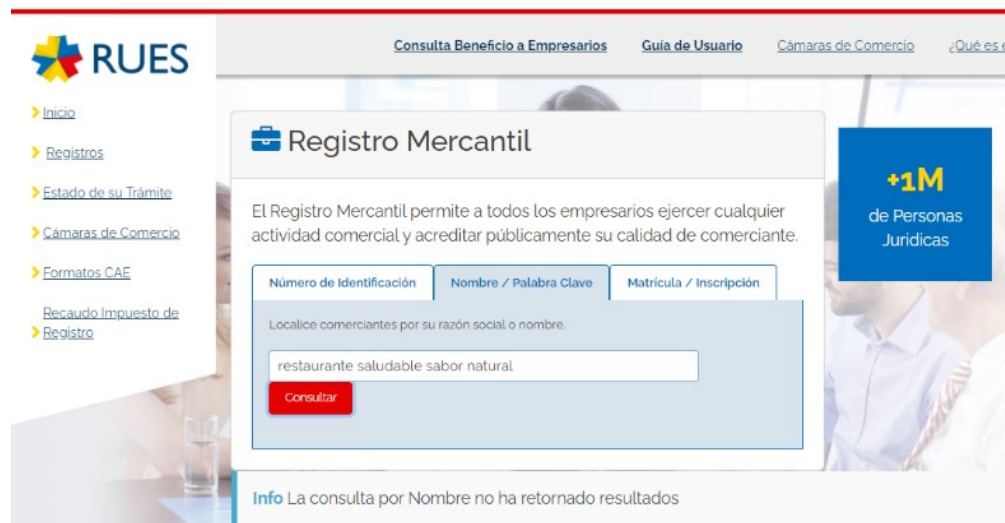 RUES
Consulta Beneficio a Empresarios
Guía de Usuario
Cámaras de Comercio
¿Qué es
Inicio
Registros
Estado de su Trámite
Cámaras de Comercio
Formatos CAE
Recaudo Impuesto de
Registro
Registro Mercantil
El Registro Mercantil permite a todos los empresarios ejercer cualquier
actividad comercial y acreditar públicamente su calidad de comerciante.
Número de Identificación
Nombre / Palabra Clave
Matrícula / Inscripción
Localice comerciantes por su razón social o nombre.
restaurante saludable sabor natural
Consultar
+1M
de Personas
Juridicas
Info La consulta por Nombre no ha retornado resultados